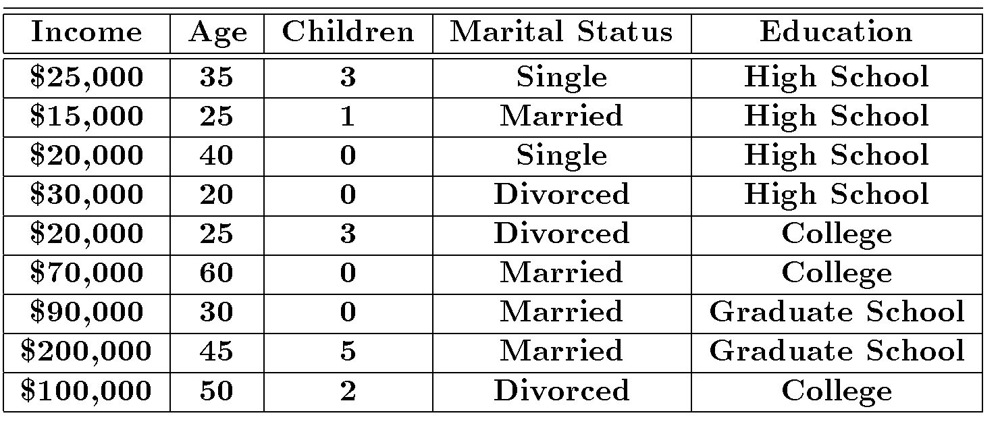 Income Age Children Marital Status Education
$25,000 35 3 Single High School
$15,000 25 1 Married High School
$20,000 40 0 Single High School
$30,000 20 0 Divorced High School
$20,000 25 3 Divorced College
$70,000 60 0 Married College
$90,000 30 0 Married Graduate School
$200,000 45 5 Married Graduate School
$100,000 50 2 Divorced College